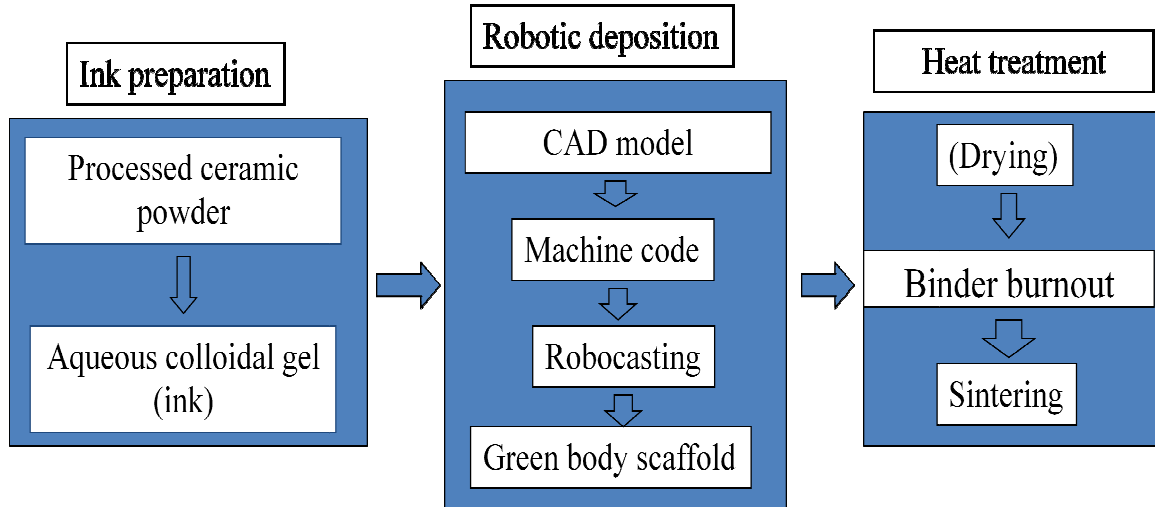 Ink preparation
Processed ceramic
powder
Aqueous colloidal gel
(ink)
Robotic deposition
CAD model
Machine code
Robocasting
Green body scaffold
Heat treatment
(Drying)
Binder burnout
Sintering